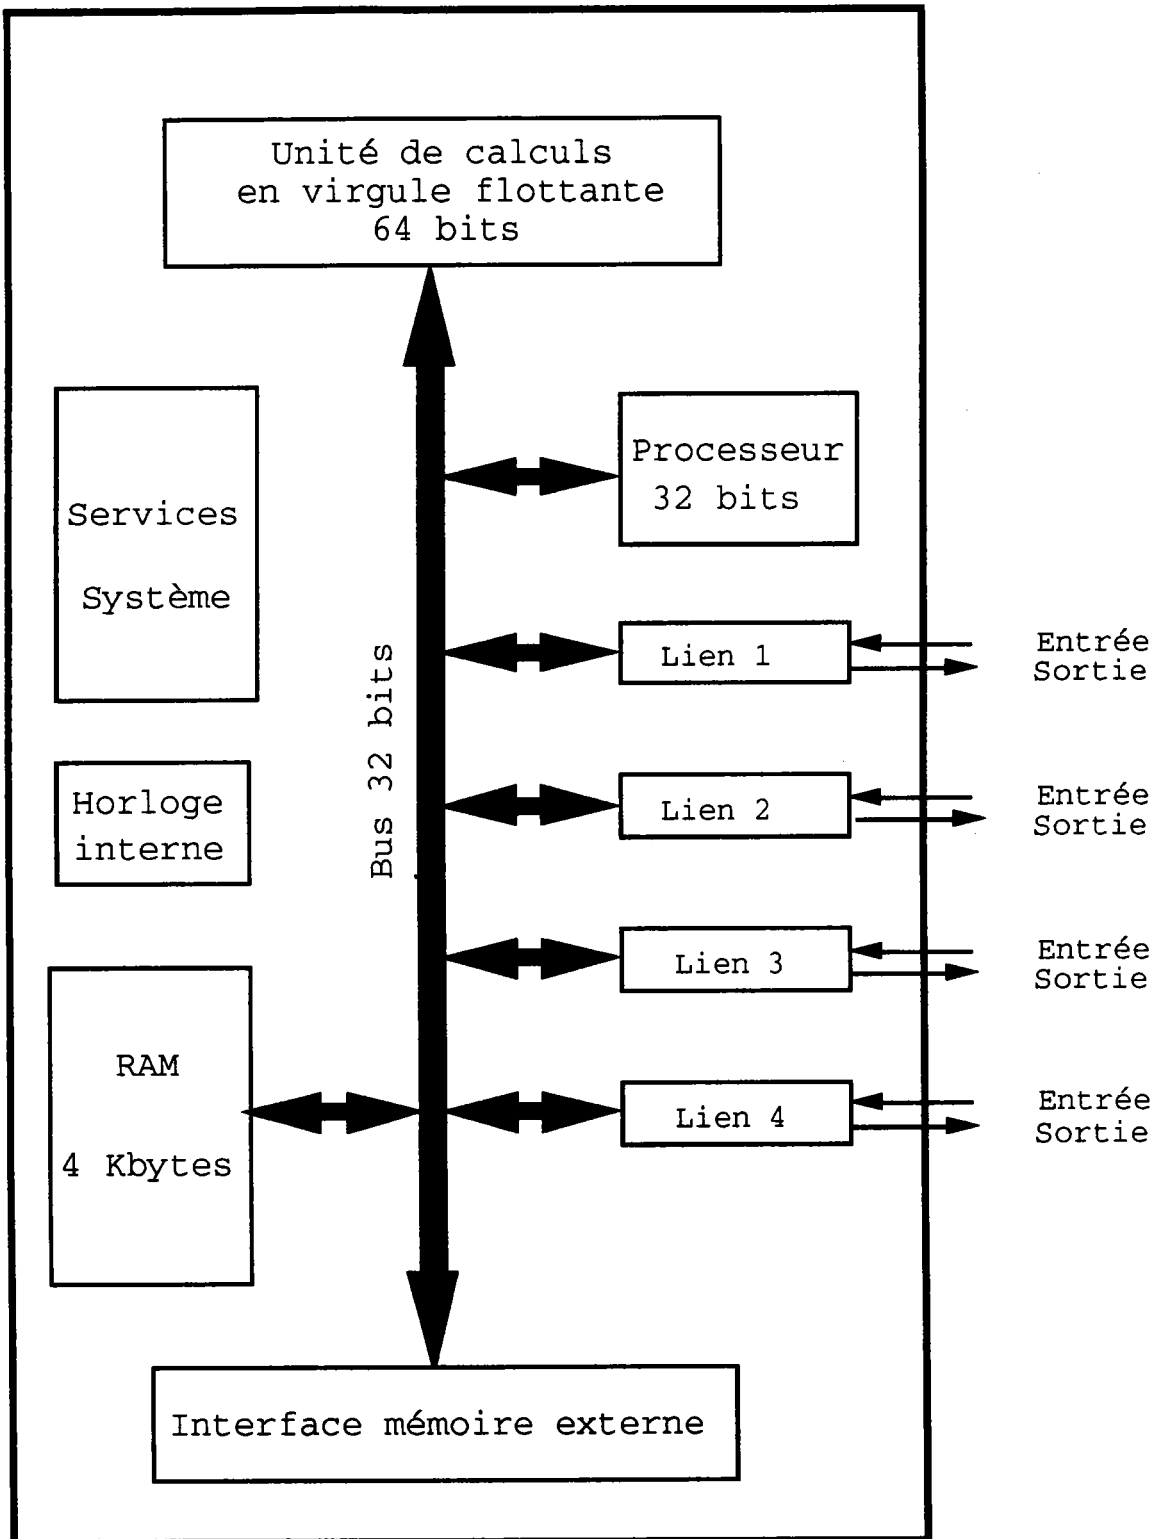 Unité de calculs
en virgule flottante
64 bits
Processeur
32 bits
Services
Système
Bus 32 bits
Lien 1
Entrée
Sortie
Horloge
interne
Lien 2
Entrée
Sortie
Lien 3
Entrée
Sortie
RAM
4 Kbytes
Lien 4
Entrée
Sortie
Interface mémoire externe